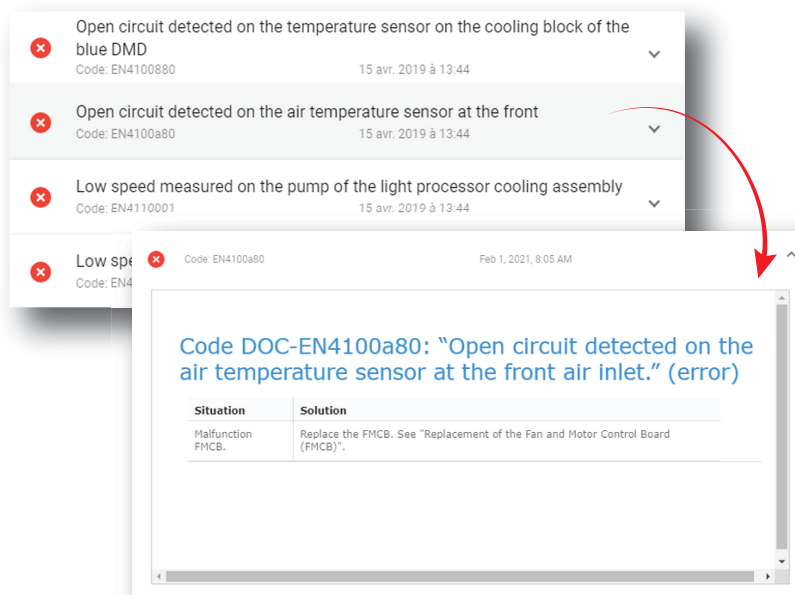 Open circuit detected on the temperature sensor on the cooling block of the
blue DMD
Code: EN4100880 15 avr. 2019 à 13:44
Open circuit detected on the air temperature sensor at the front
Code: EN4100a80 15 avr. 2019 à 13:44
Low speed measured on the pump of the light processor cooling assembly
Code: EN4110001 15 avr. 2019 à 13:44
Low
Code:
Code: EN4100a80 Feb 1, 2021, 8:05 AM
Code DOC-EN4100a80: “Open circuit detected on the
air temperature sensor at the front air inlet.” (error)
Situation Solution
Malfunction Replace the FMCB. See "Replacement of the Fan and Motor Control Board
FMCB. (FMCB)".